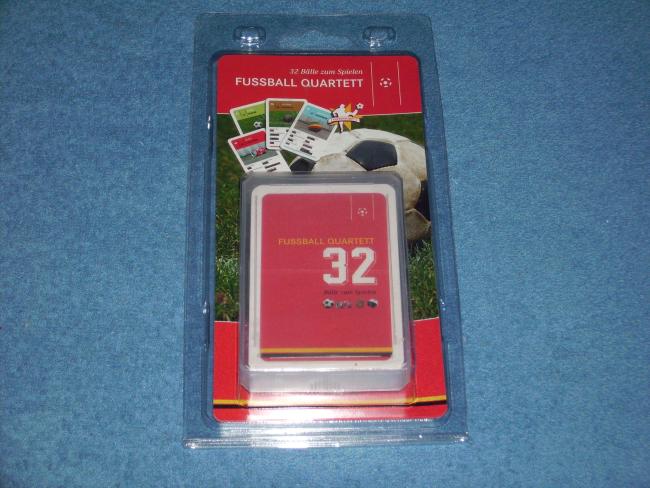 32 Bälle zum Spielen
FUSSBALL QUARTETT
FUSSBALL QUARTETT
32
Bälle zum Spielen